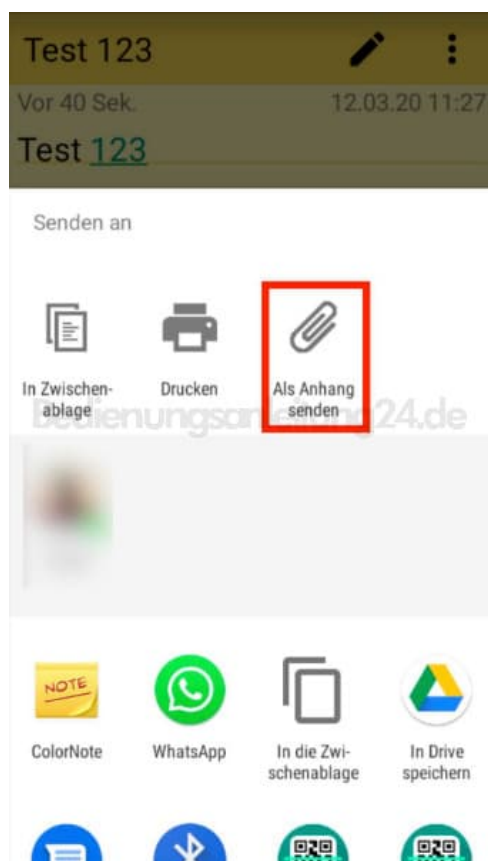 Test 123
Vor 40 Sek. 12.03.20 11:27
Test 123
Senden an
In Zwischen-
ablage
Drucken
Als Anhang
senden
Bedienungsanleitung24.de
NOTE
ColorNote
WhatsApp
In die Zwi-
schenablage
In Drive
speichern